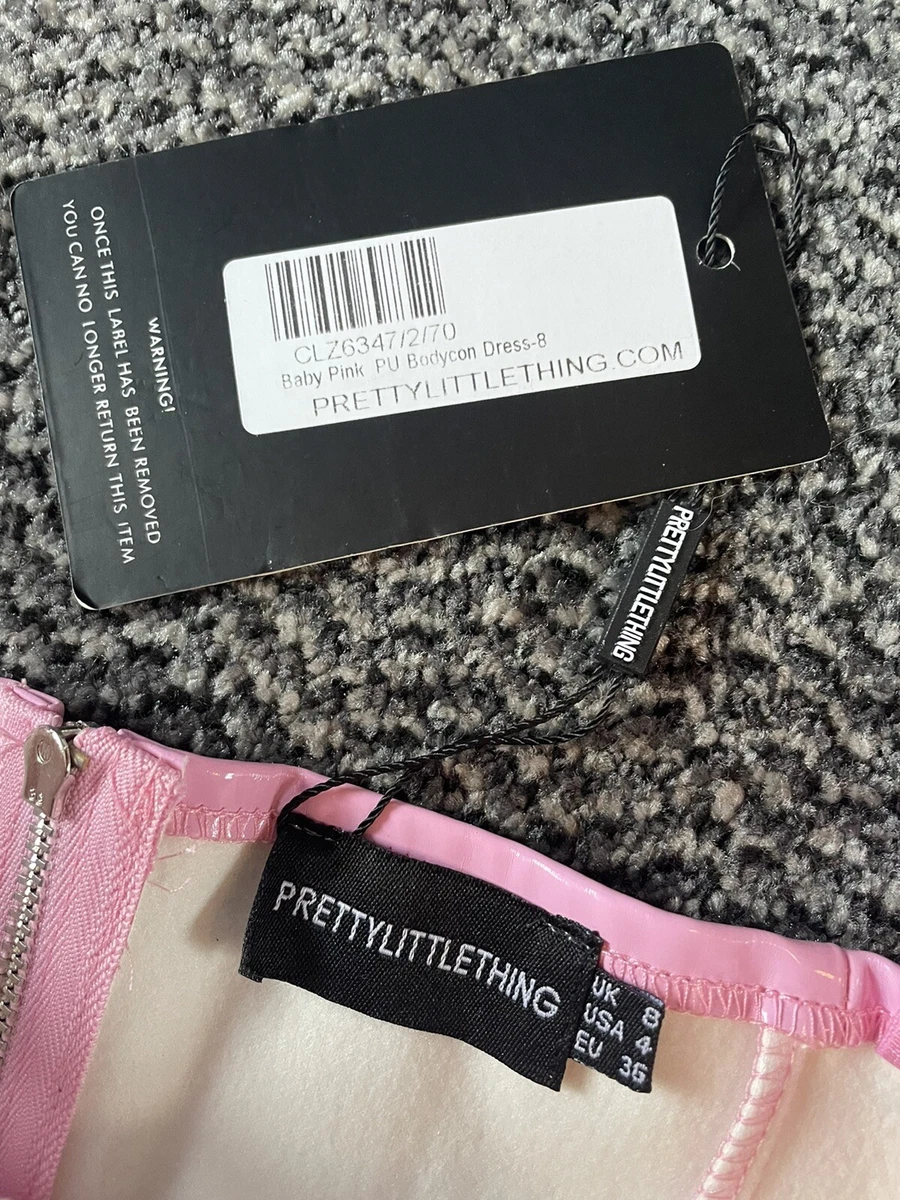 CLZ6347/2/70
Baby Pink PU Bodycon Dress-8
PRETTYLITTLETHING.COM
WARNING!
ONCE THIS LABEL HAS BEEN REMOVED
YOU CAN NO LONGER RETURN THIS ITEM
PRETTYLITTLETHING
PRETTYLITTLETHING
UK 8
USA 4
EU 36